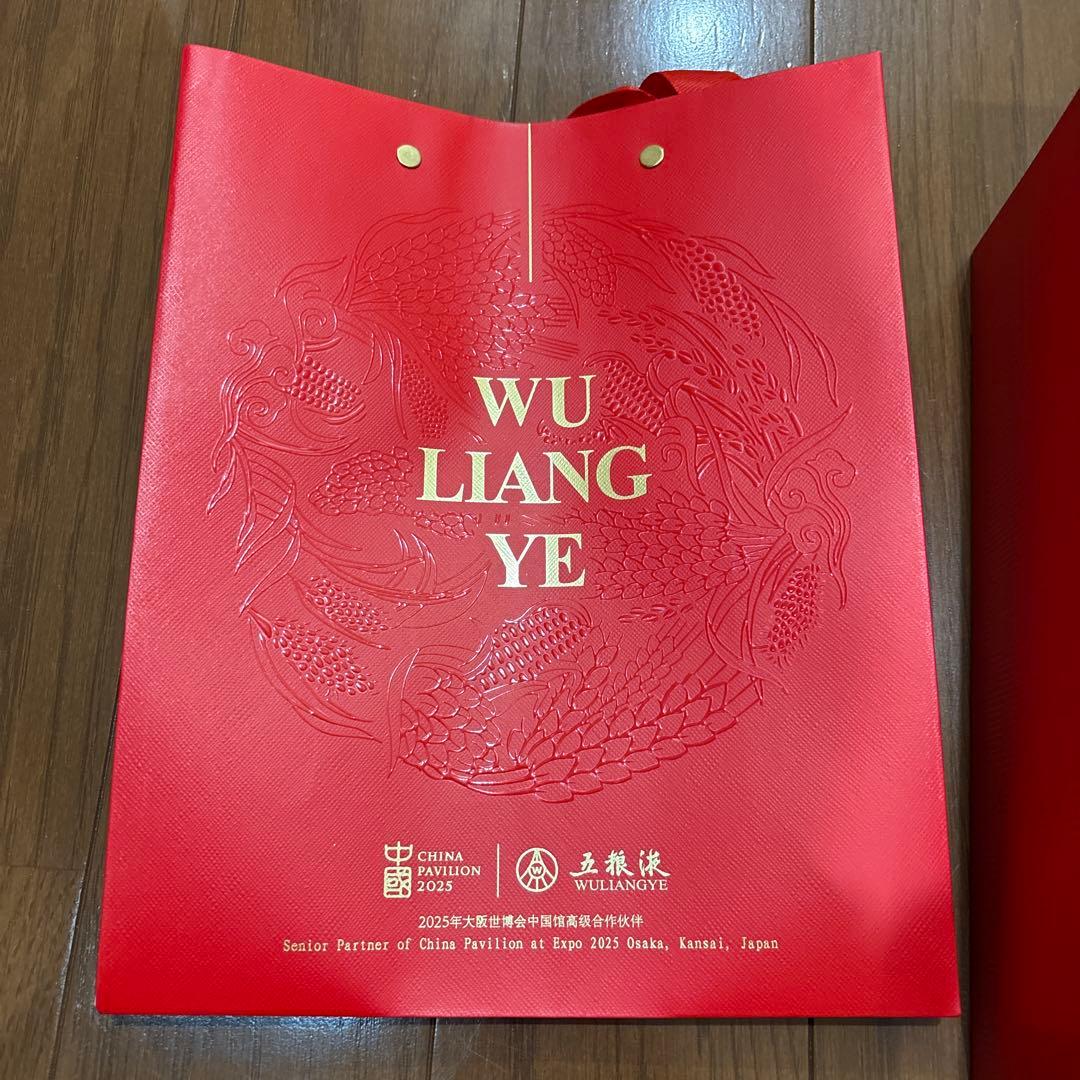 WU
LIANG
YE
中國
CHINA
PAVILION
2025
W
五粮液
WULIANGYE
2025年大阪世博会中国馆高级合作伙伴
Senior Partner of China Pavilion at Expo 2025 Osaka, Kansai, Japan